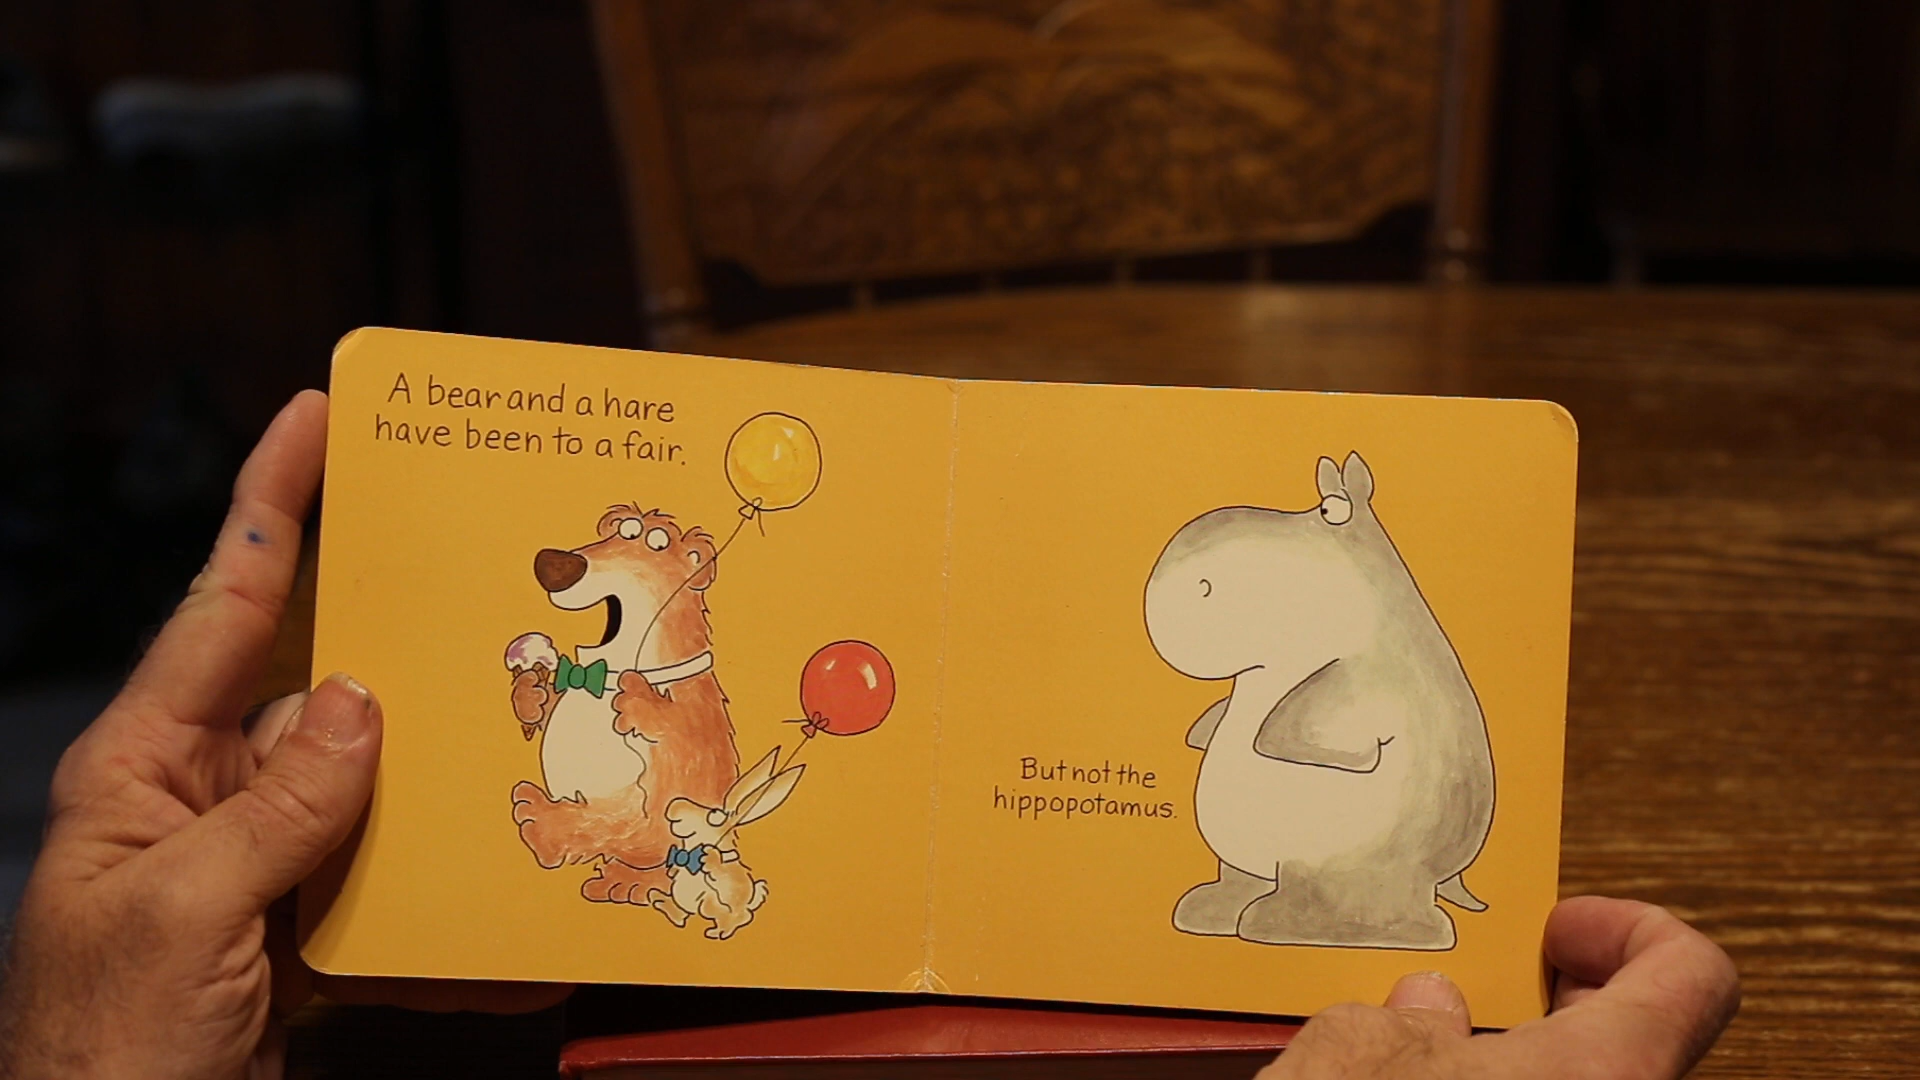 A bear and a hare
have been to a fair.
But not the
hippopotamus.